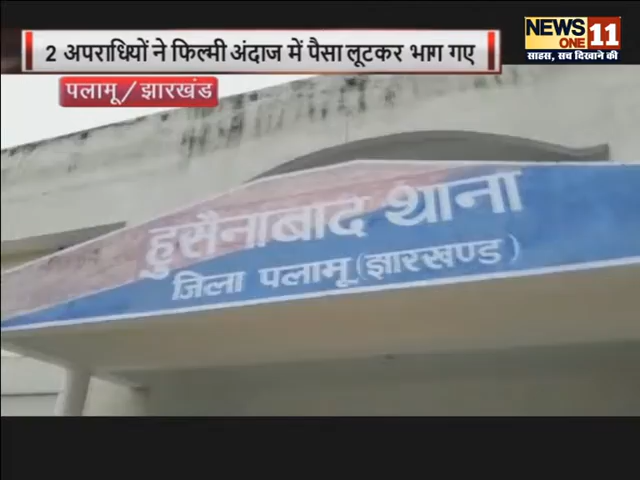 2 अपराधियों ने फिल्मी अंदाज में पैसा लूटकर भाग गए
NEWS
ONE 11
साहस, सच दिखाने की
पलामू/झारखंड
हुसैनाबाद थाना
जिला पलामू (झारखण्ड)